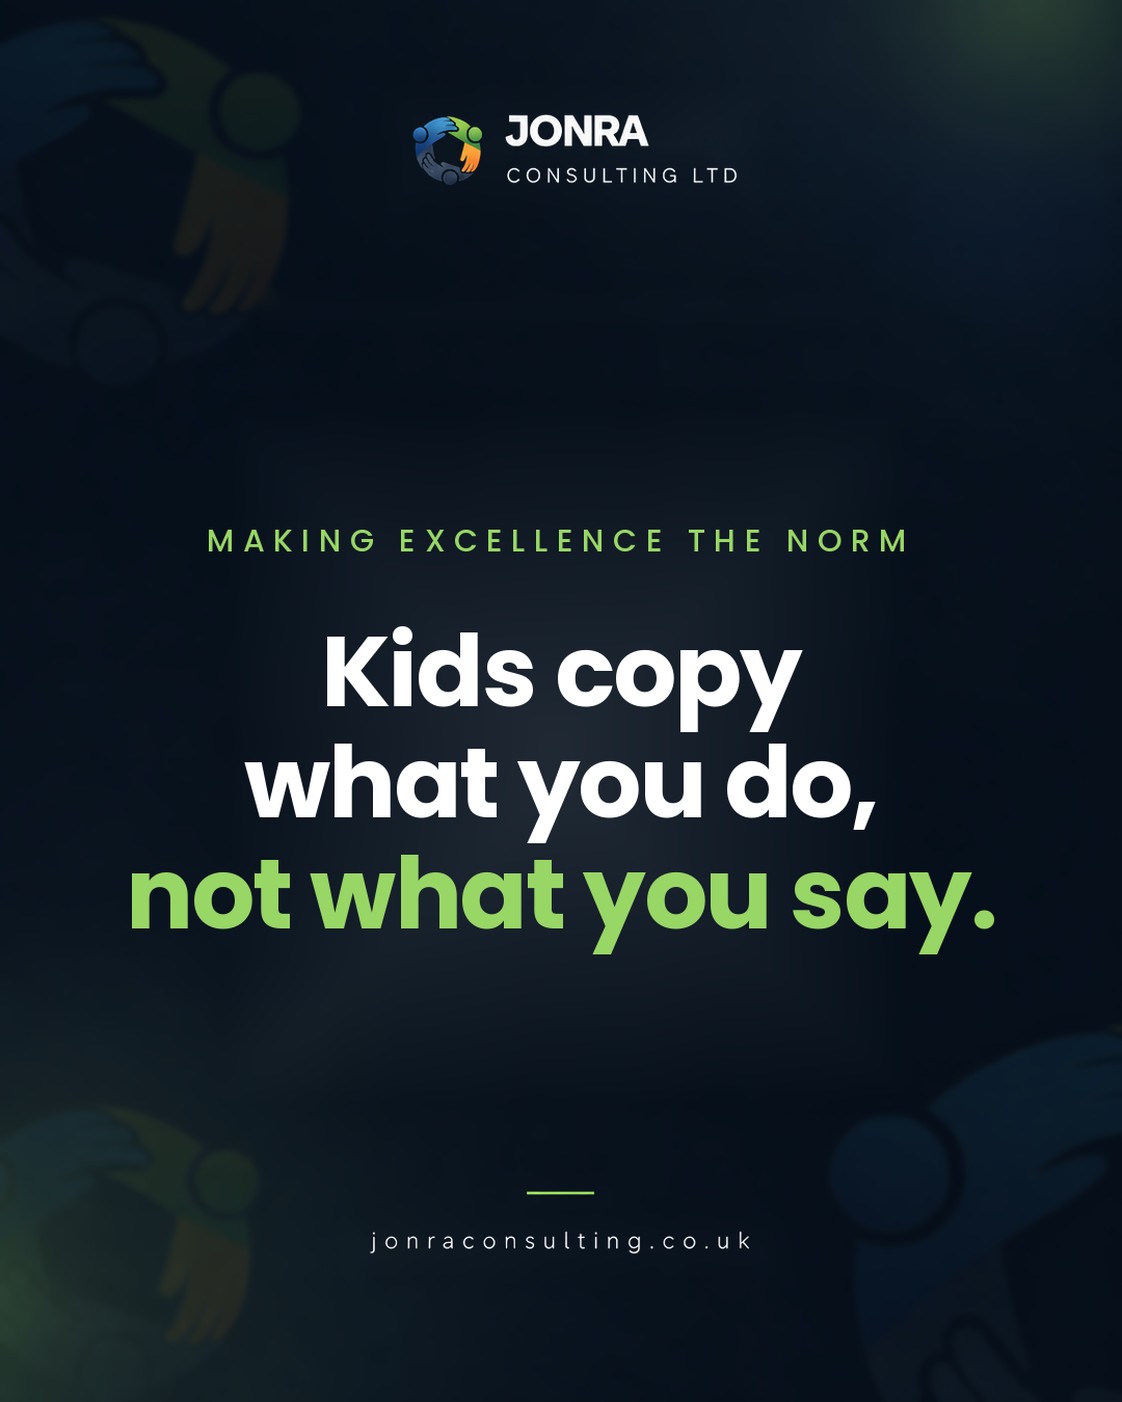 JONRA
CONSULTING LTD
MAKING EXCELLENCE THE NORM
Kids copy
what you do,
not what you say.
jonraconsulting.co.uk